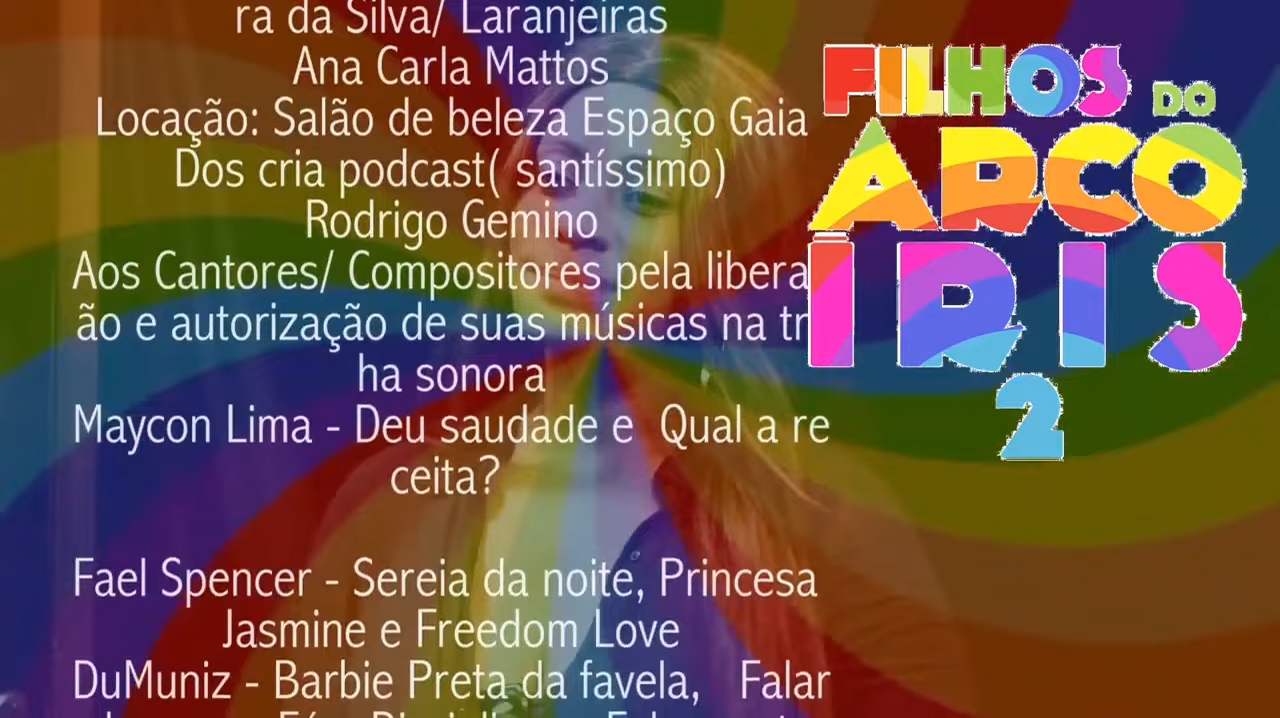 ra da Silva/ Laranjeiras
Ana Carla Mattos
Locação: Salão de beleza Espaço Gaia
Dos cria podcast( santíssimo)
Rodrigo Gemino
Aos Cantores/ Compositores pela libera
ão e autorização de suas músicas na tr
ha sonora
Maycon Lima - Deu saudade e Qual a re
ceita?
Fael Spencer - Sereia da noite, Princesa
Jasmine e Freedom Love
DuMuniz - Barbie Preta da favela, Falar
FILHOS DO
ARCO
ÍRIS
2